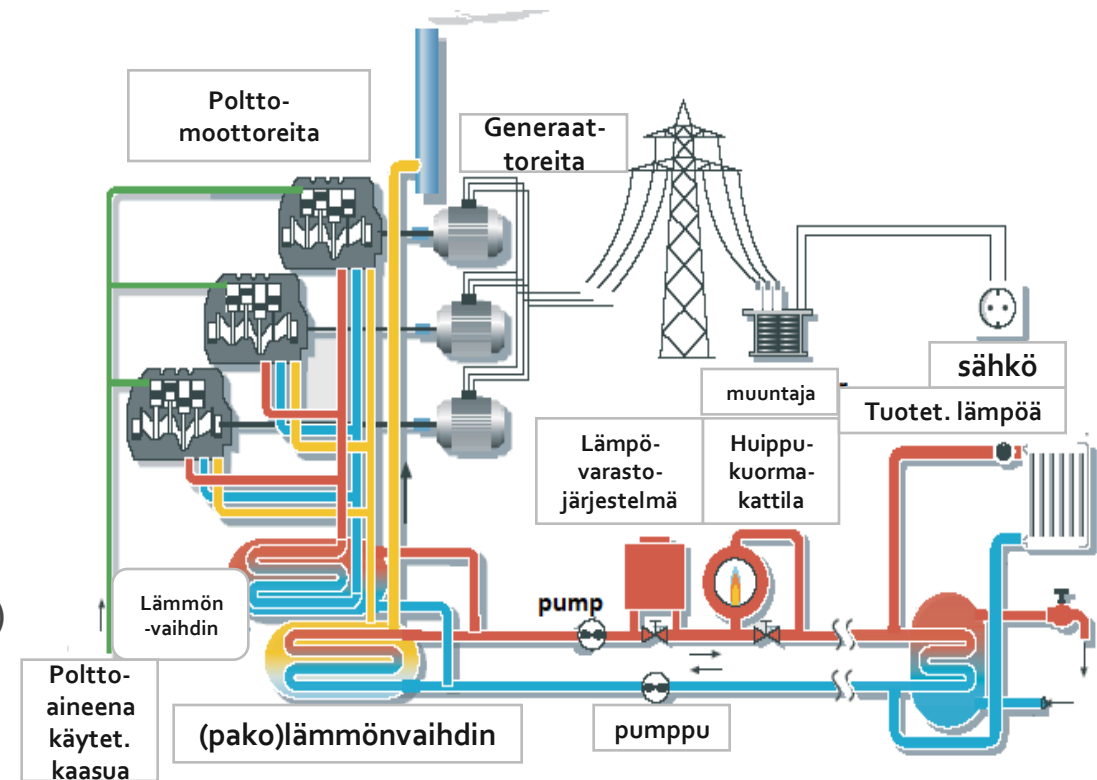 Poltto-
moottoreita
Generaat-
toreita
sähkö
muuntaja
Tuotet. lämpöä
Lämpö-
varasto-
järjestelmä
Huippu-
kuorma-
kattila
Lämmön
-vaihdin
pump
Poltto-
aineena
käytet.
kaasua
(pako)lämmönvaihdin
pumppu
)